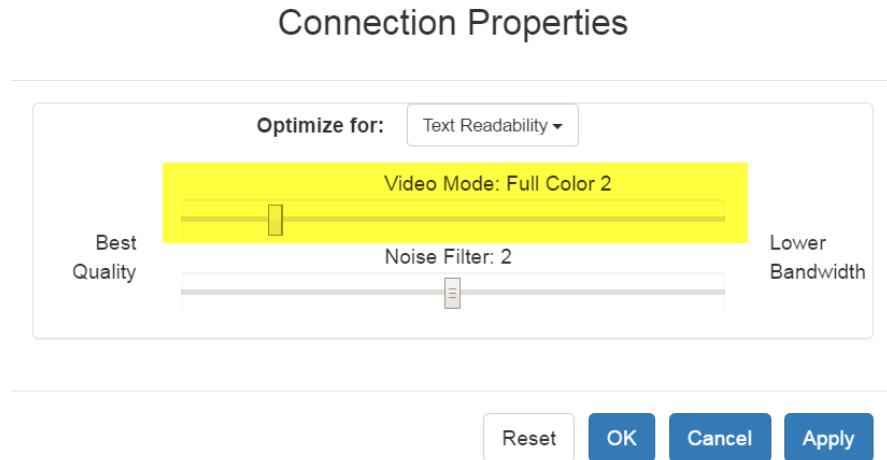 Connection Properties
Optimize for: Text Readability
Video Mode: Full Color 2
Best
Quality
Noise Filter: 2
Lower
Bandwidth
Reset OK Cancel Apply